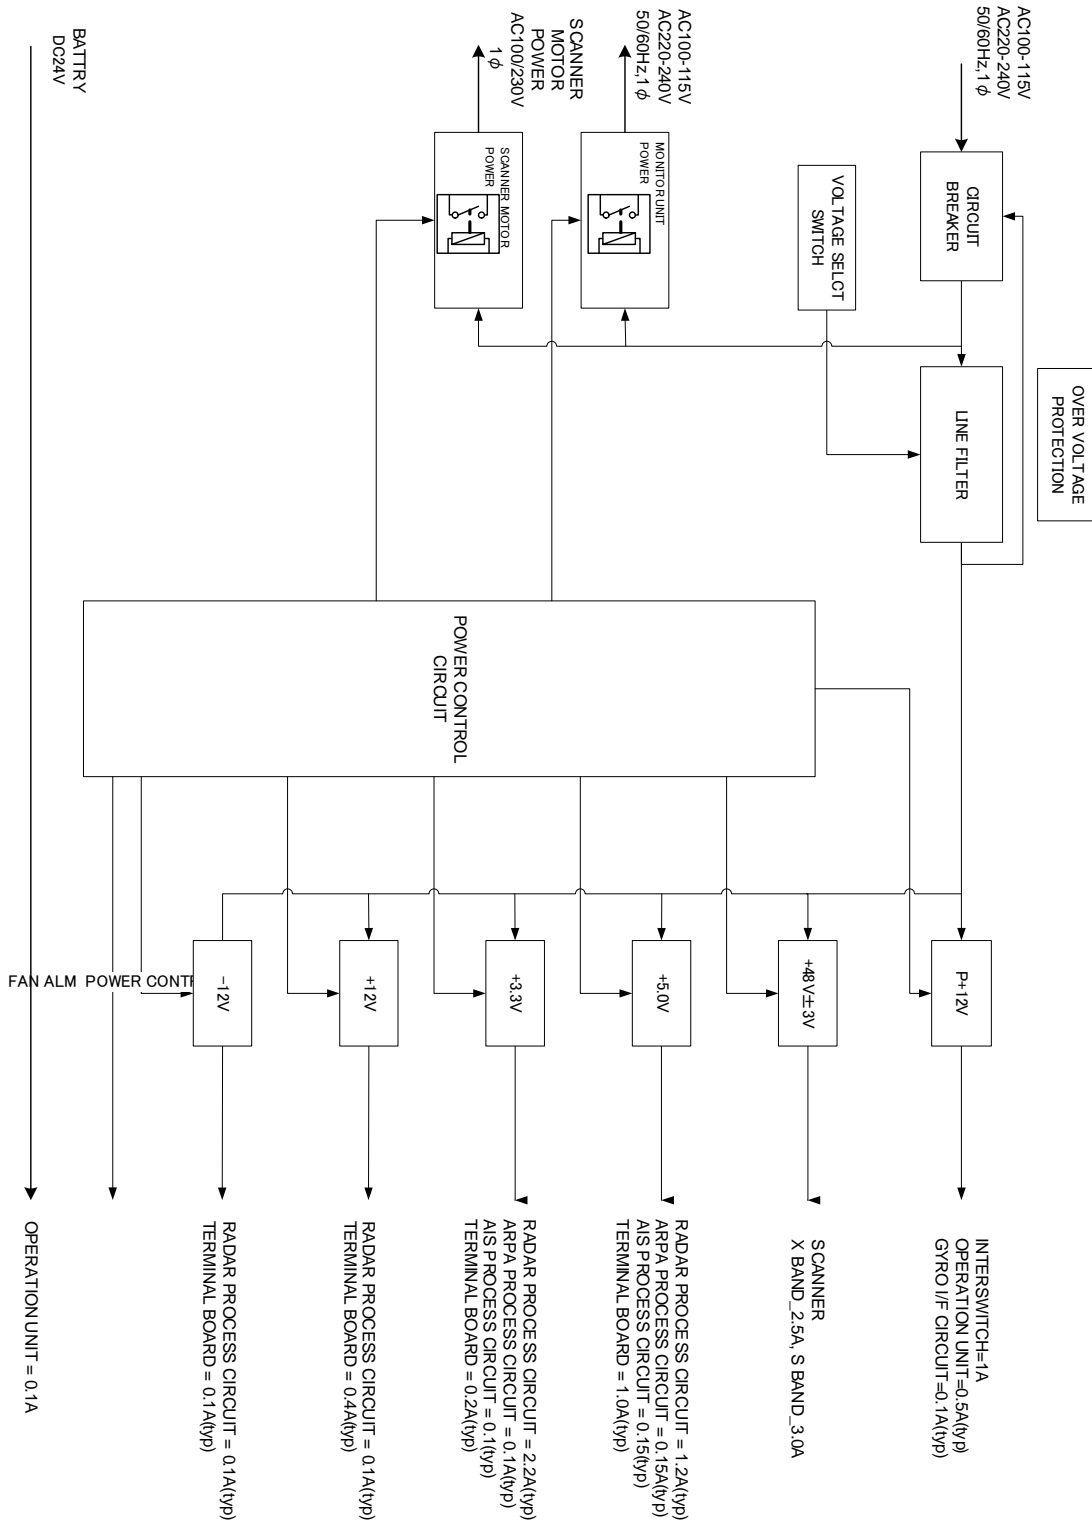 AC100-115V
AC220-240V
50/60Hz,1ϕ
CIRCUIT
BREAKER
OVER VOLTAGE
PROTECTION
LINE FILTER
VOLTAGE SELCT
SWITCH
AC100-115V
AC220-240V
50/60Hz,1ϕ
MONITOR UNIT
POWER
SCANNER
MOTOR
POWER
AC100/230V
1ϕ
SCANNER MOTOR
POWER
BATTRY
DC24V
POWER CONTROL
CIRCUIT
P+12V
+48V±3V
+5.0V
+3.3V
+12V
-12V
FAN ALM POWER CONT
INTERSWITCH=1A
OPERATION UNIT=0.5A(typ)
GYRO I/F CIRCUIT=0.1A(typ)
SCANNER
X BAND_2.5A, S BAND_3.0A
RADAR PROCESS CIRCUIT = 1.2A(typ)
ARPA PROCESS CIRCUIT = 0.15A(typ)
AIS PROCESS CIRCUIT = 0.15(typ)
TERMINAL BOARD = 1.0A(typ)
RADAR PROCESS CIRCUIT = 2.2A(typ)
ARPA PROCESS CIRCUIT = 0.1A(typ)
AIS PROCESS CIRCUIT = 0.1(typ)
TERMINAL BOARD = 0.2A(typ)
RADAR PROCESS CIRCUIT = 0.1A(typ)
TERMINAL BOARD = 0.4A(typ)
RADAR PROCESS CIRCUIT = 0.1A(typ)
TERMINAL BOARD = 0.1A(typ)
OPERATION UNIT = 0.1A